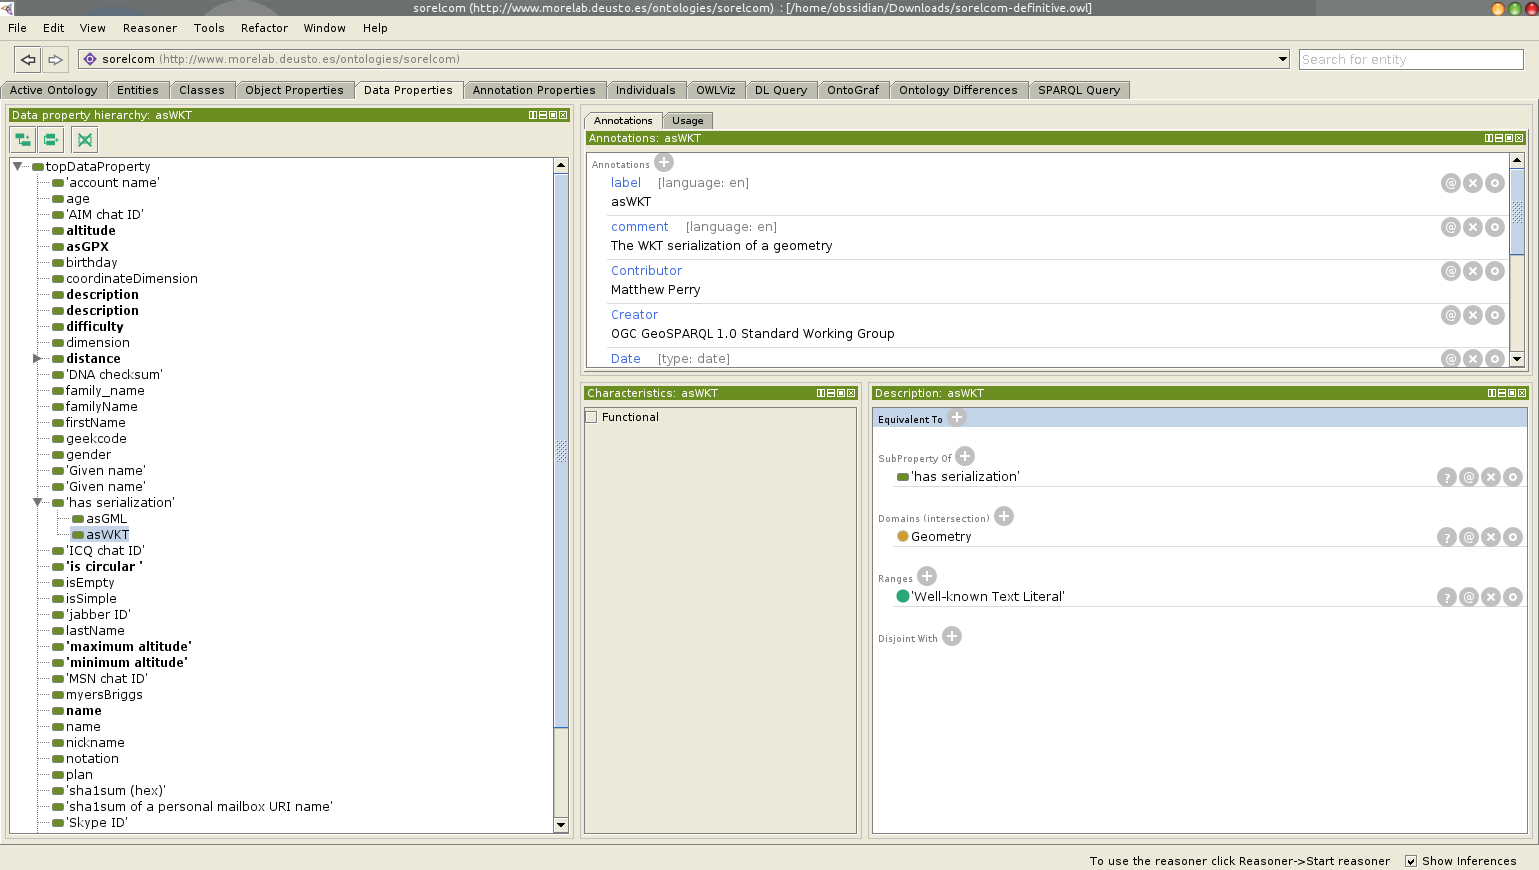 sorelcom (http://www.morelab.deusto.es/ontologies/sorelcom) : [/home/obssidian/Downloads/sorelcom-definitive.owl]
File Edit View Reasoner Tools Refactor Window Help
sorelcom (http://www.morelab.deusto.es/ontologies/sorelcom)
Search for entity
Active Ontology Entities Classes Object Properties Data Properties Annotation Properties Individuals OWLViz DL Query OntoGraf Ontology Differences SPARQL Query
Data property hierarchy: asWKT
topDataProperty
'account name'
age
'AIM chat ID'
altitude
asGPX
birthday
coordinateDimension
description
description
difficulty
dimension
distance
'DNA checksum'
family_name
familyName
firstName
geekcode
gender
'Given name'
'Given name'
'has serialization'
asGML
asWKT
'ICQ chat ID'
'is circular '
isEmpty
isSimple
'jabber ID'
lastName
'maximum altitude'
'minimum altitude'
'MSN chat ID'
myersBriggs
name
name
nickname
notation
plan
'sha1sum (hex)'
'sha1sum of a personal mailbox URI name'
'Skype ID'
Annotations Usage
Annotations: asWKT
Annotations
label [language: en]
asWKT
comment [language: en]
The WKT serialization of a geometry
Contributor
Matthew Perry
Creator
OGC GeoSPARQL 1.0 Standard Working Group
Date [type: date]
Characteristics: asWKT
Functional
Description: asWKT
Equivalent To
SubProperty Of
'has serialization'
Domains (intersection)
Geometry
Ranges
'Well-known Text Literal'
Disjoint With
To use the reasoner click Reasoner->Start reasoner Show Inferences